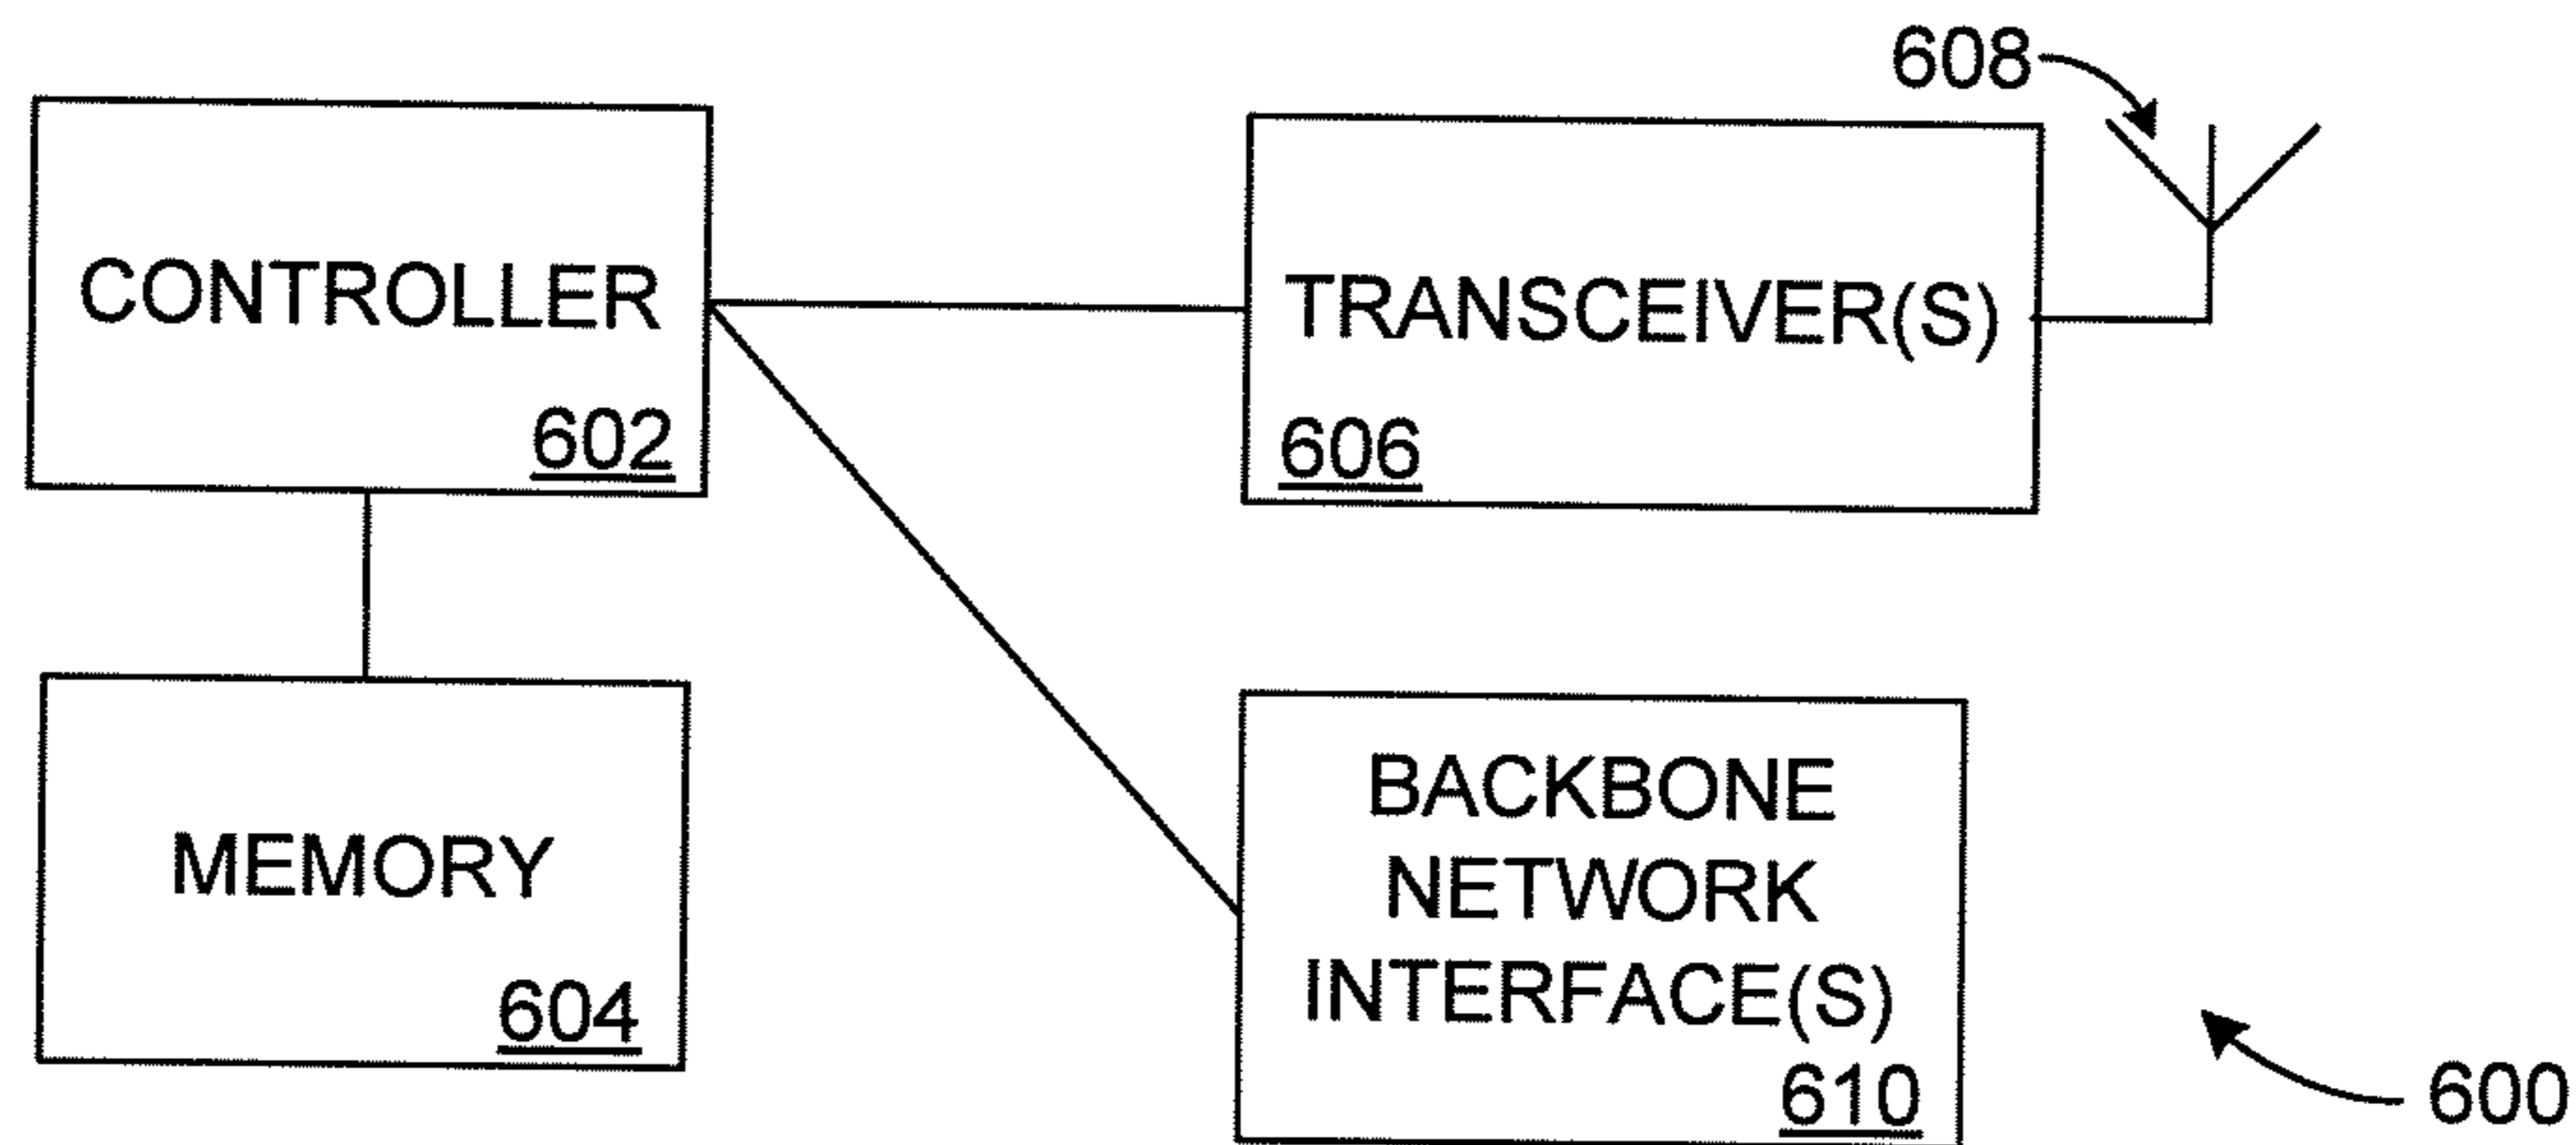 608
CONTROLLER
602
TRANSCEIVER(S)
606
MEMORY
604
BACKBONE
NETWORK
INTERFACE(S)
610
600